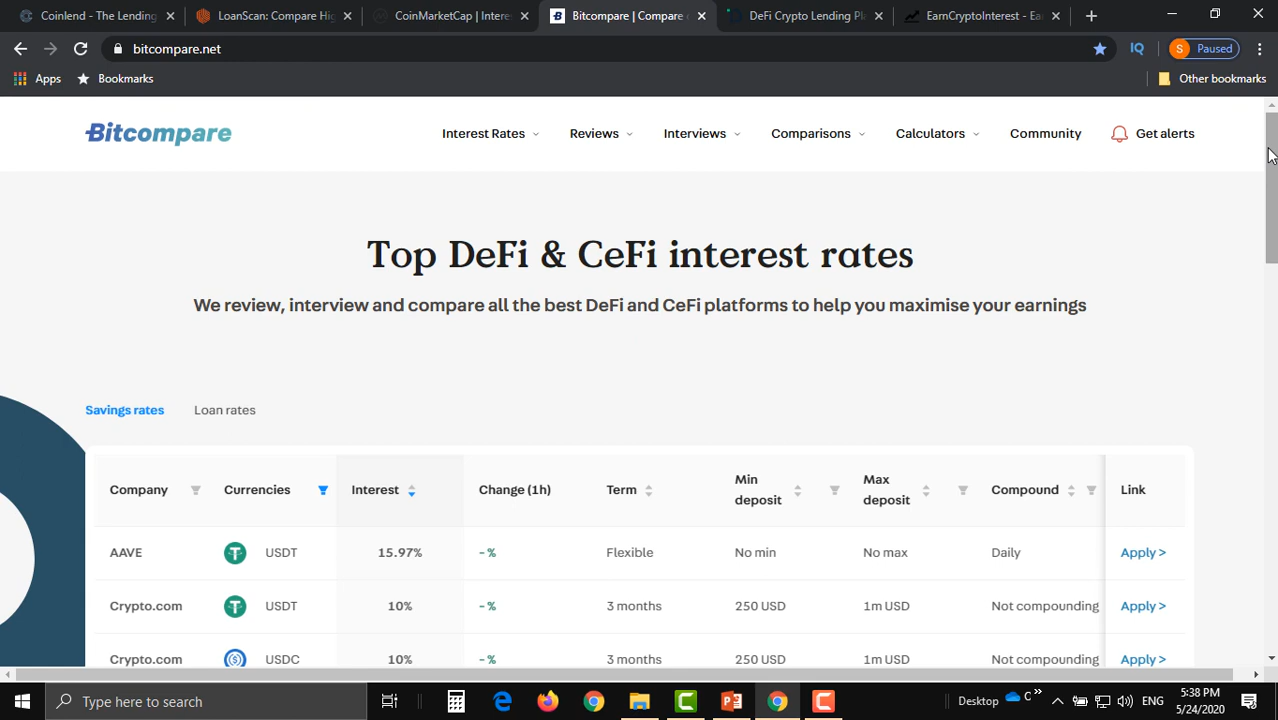 Coinlend - The Lending
LoanScan: Compare Hig
CoinMarketCap | Intere
Bitcompare | Compare
DeFi Crypto Lending Pla
EarnCryptoInterest - Ea
bitcompare.net
IQ
S Paused
Apps
Bookmarks
Other bookmarks
Bitcompare
Interest Rates
Reviews
Interviews
Comparisons
Calculators
Community
Get alerts
Top DeFi & CeFi interest rates
We review, interview and compare all the best DeFi and CeFi platforms to help you maximise your earnings
Savings rates
Loan rates
Company Currencies Interest Change (1h) Term Min deposit Max deposit Compound Link
AAVE USDT 15.97% - % Flexible No min No max Daily Apply >
Crypto.com USDT 10% - % 3 months 250 USD 1m USD Not compounding Apply >
Crypto.com USDC 10% - % 3 months 250 USD 1m USD Not compounding Apply >
Type here to search
Desktop
C
ENG
5:38 PM
5/24/2020